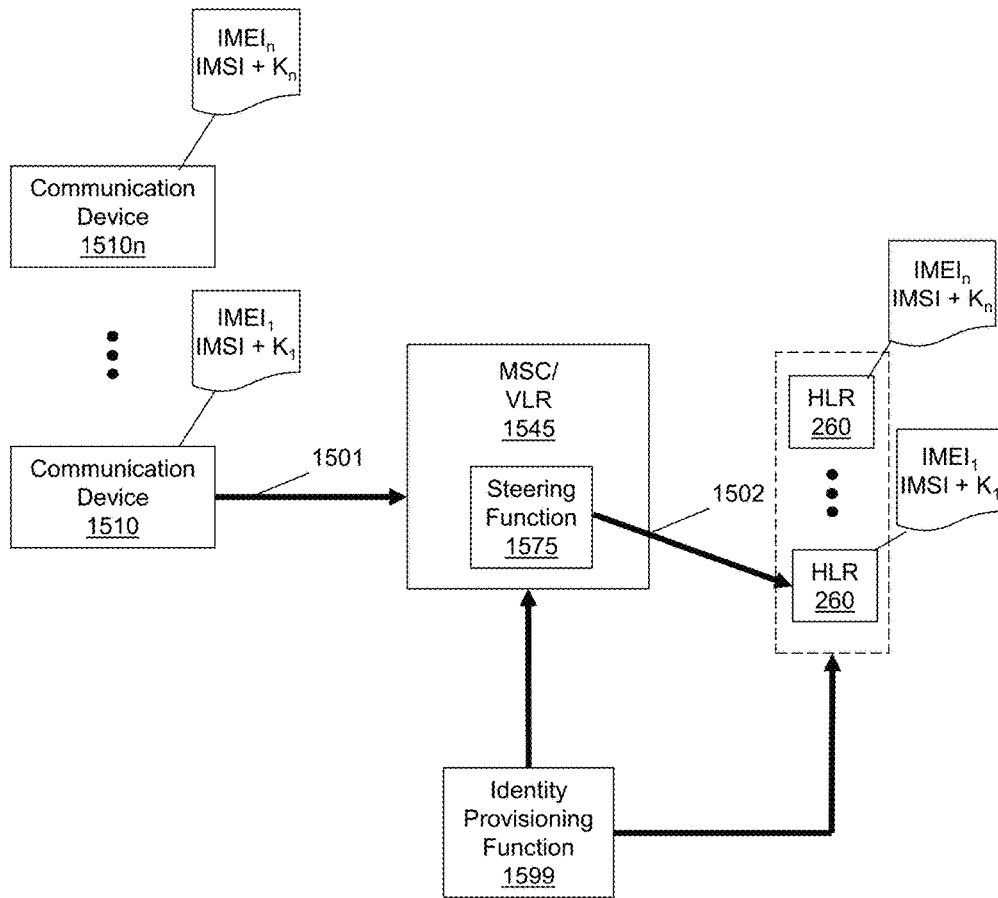 IMEIₙ
IMSI + Kₙ
Communication
Device
1510n
IMEI₁
IMSI + K₁
Communication
Device
1510
1501
MSC/
VLR
1545
Steering
Function
1575
1502
IMEIₙ
IMSI + Kₙ
HLR
260
IMEI₁
IMSI + K₁
HLR
260
Identity
Provisioning
Function
1599